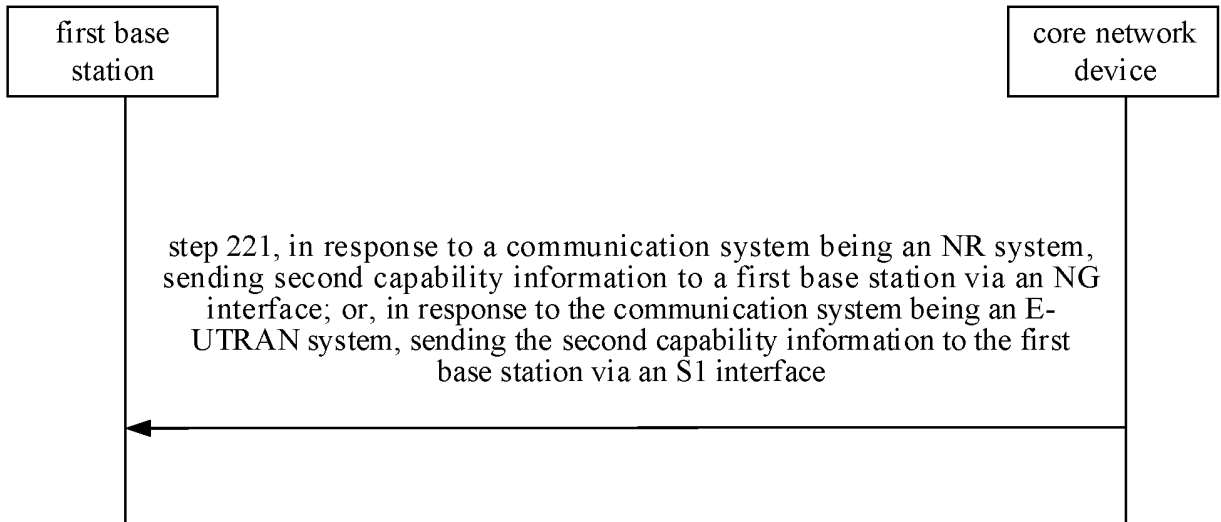 first base
station
core network
device
step 221, in response to a communication system being an NR system,
sending second capability information to a first base station via an NG
interface; or, in response to the communication system being an E-
UTRAN system, sending the second capability information to the first
base station via an S1 interface